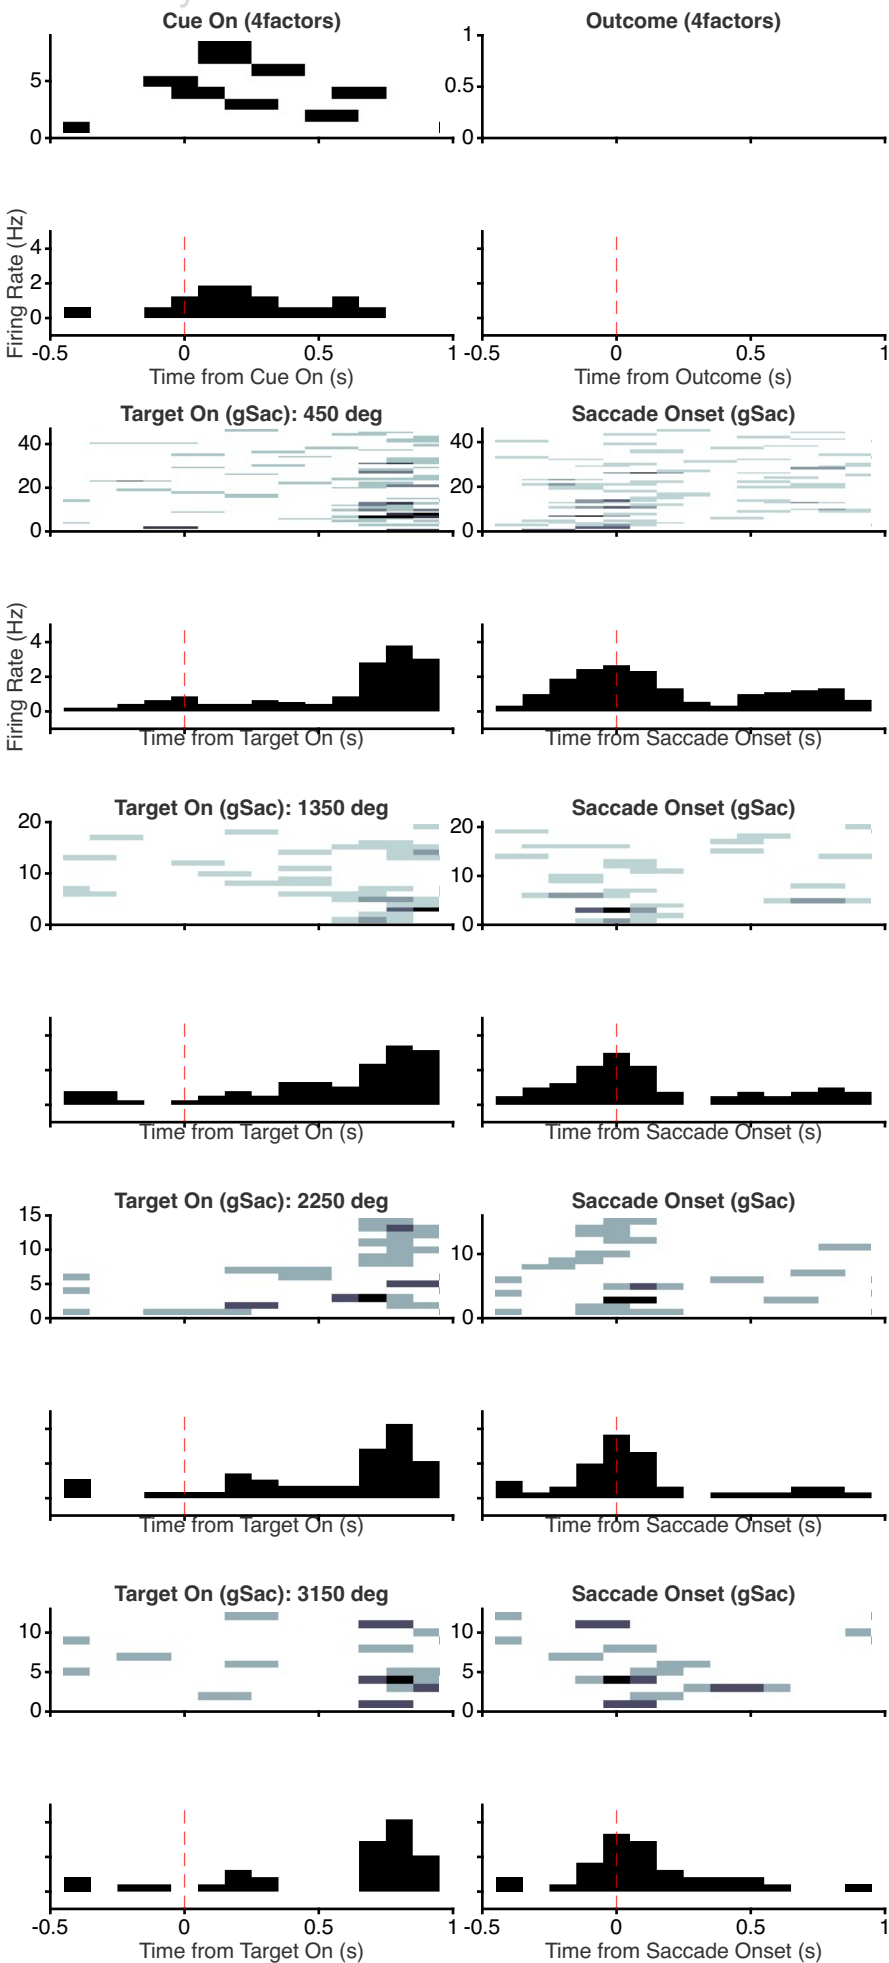 Cue On (4factors)
Outcome (4factors)
5
0
1
0.5
0
Firing Rate (Hz)
4
2
0
-0.5 0 0.5 1
-0.5 0 0.5 1
Time from Cue On (s)
Time from Outcome (s)
Target On (gSac): 450 deg
Saccade Onset (gSac)
40
20
0
40
20
0
Firing Rate (Hz)
4
2
0
Time from Target On (s)
Time from Saccade Onset (s)
Target On (gSac): 1350 deg
Saccade Onset (gSac)
20
10
0
20
10
0
Time from Target On (s)
Time from Saccade Onset (s)
Target On (gSac): 2250 deg
Saccade Onset (gSac)
15
10
5
0
10
0
Time from Target On (s)
Time from Saccade Onset (s)
Target On (gSac): 3150 deg
Saccade Onset (gSac)
10
5
0
10
5
0
-0.5 0 0.5 1
-0.5 0 0.5 1
Time from Target On (s)
Time from Saccade Onset (s)